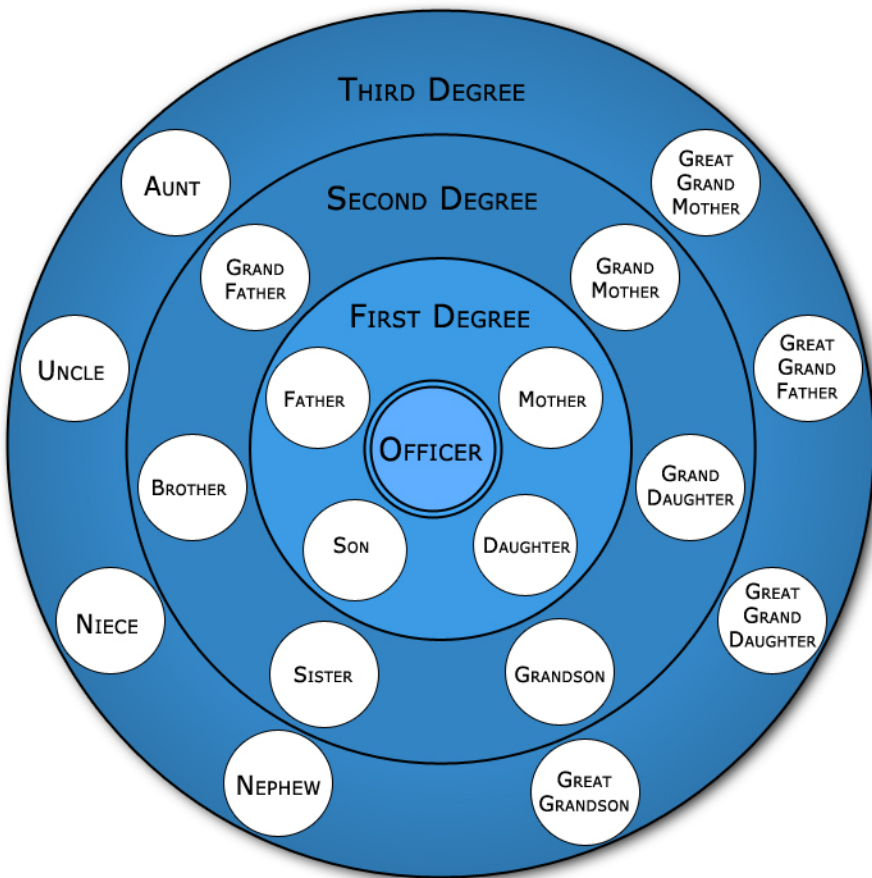 Third Degree
Aunt
Great
Grand
Mother
Second Degree
Grand
Father
Grand
Mother
First Degree
Uncle
Great
Grand
Father
Father
Mother
Officer
Brother
Grand
Daughter
Son
Daughter
Niece
Great
Grand
Daughter
Sister
Grandson
Nephew
Great
Grandson